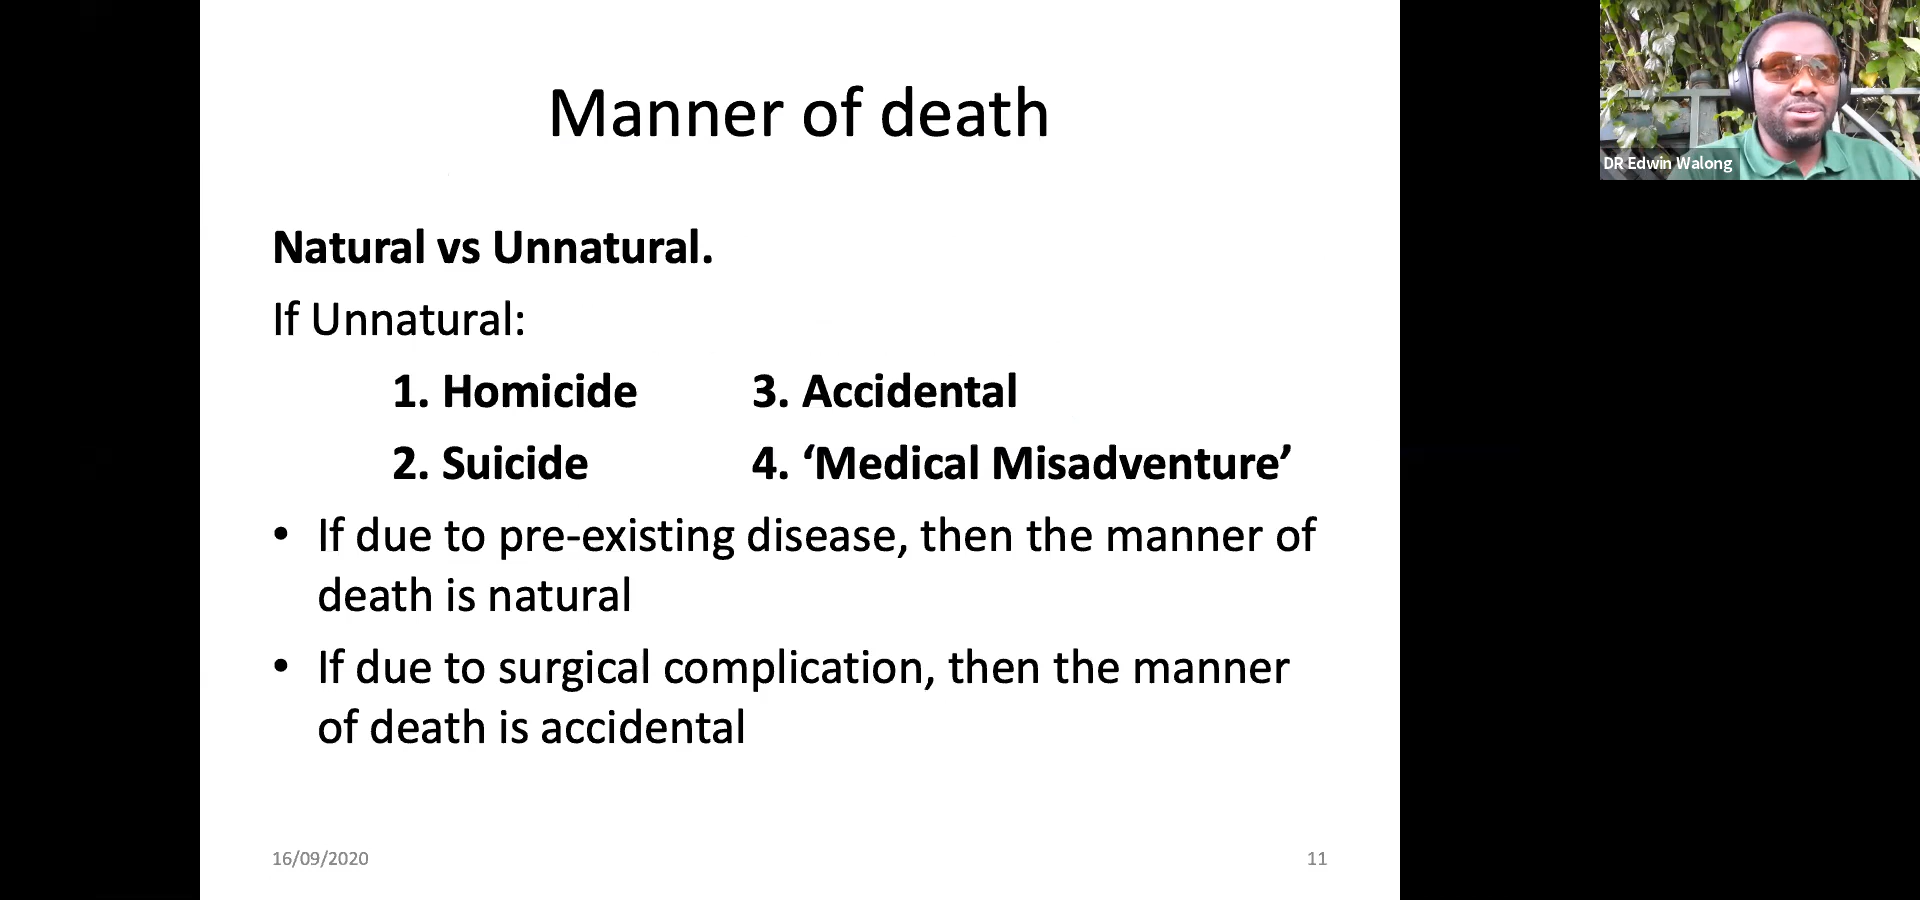 Manner of death
Natural vs Unnatural.
If Unnatural:
1. Homicide 3. Accidental
2. Suicide 4. ‘Medical Misadventure’
• If due to pre-existing disease, then the manner of
death is natural
• If due to surgical complication, then the manner
of death is accidental
16/09/2020 11
DR Edwin Walong